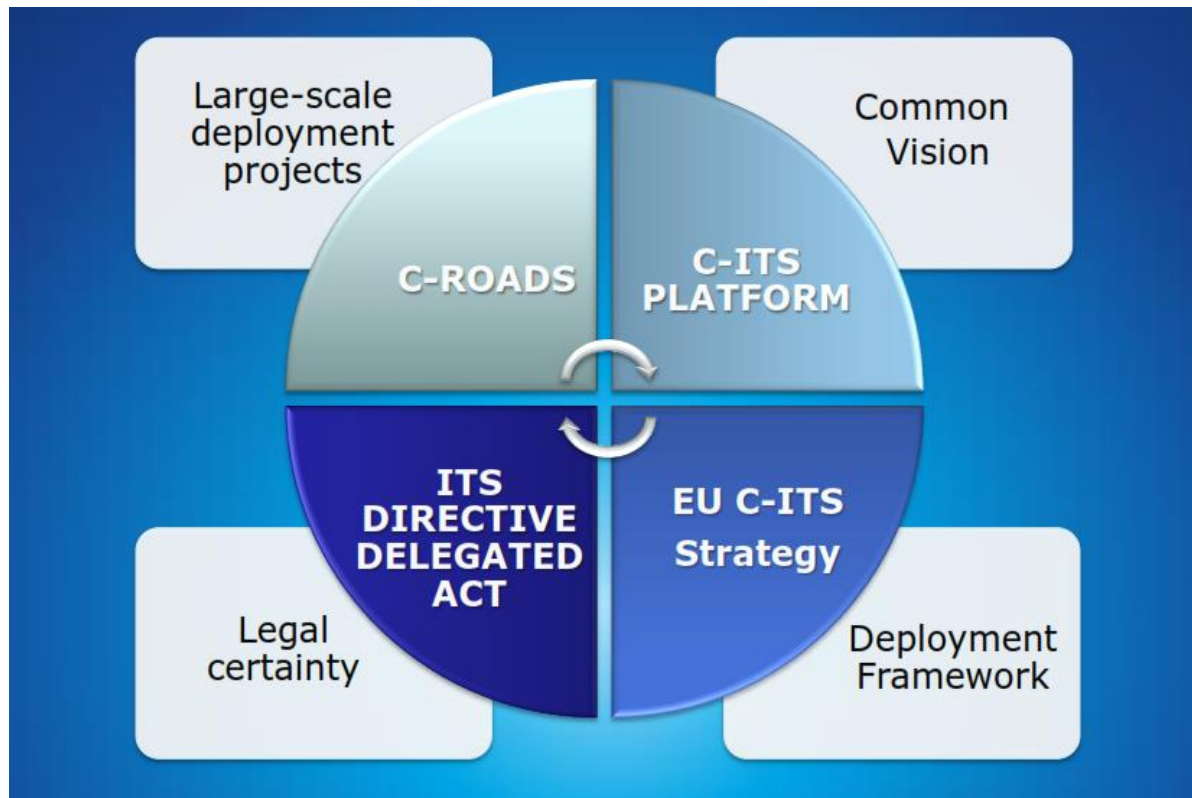 Large-scale
deployment
projects
Common
Vision
C-ROADS
C-ITS
PLATFORM
ITS
DIRECTIVE
DELEGATED
ACT
EU C-ITS
Strategy
Legal
certainty
Deployment
Framework